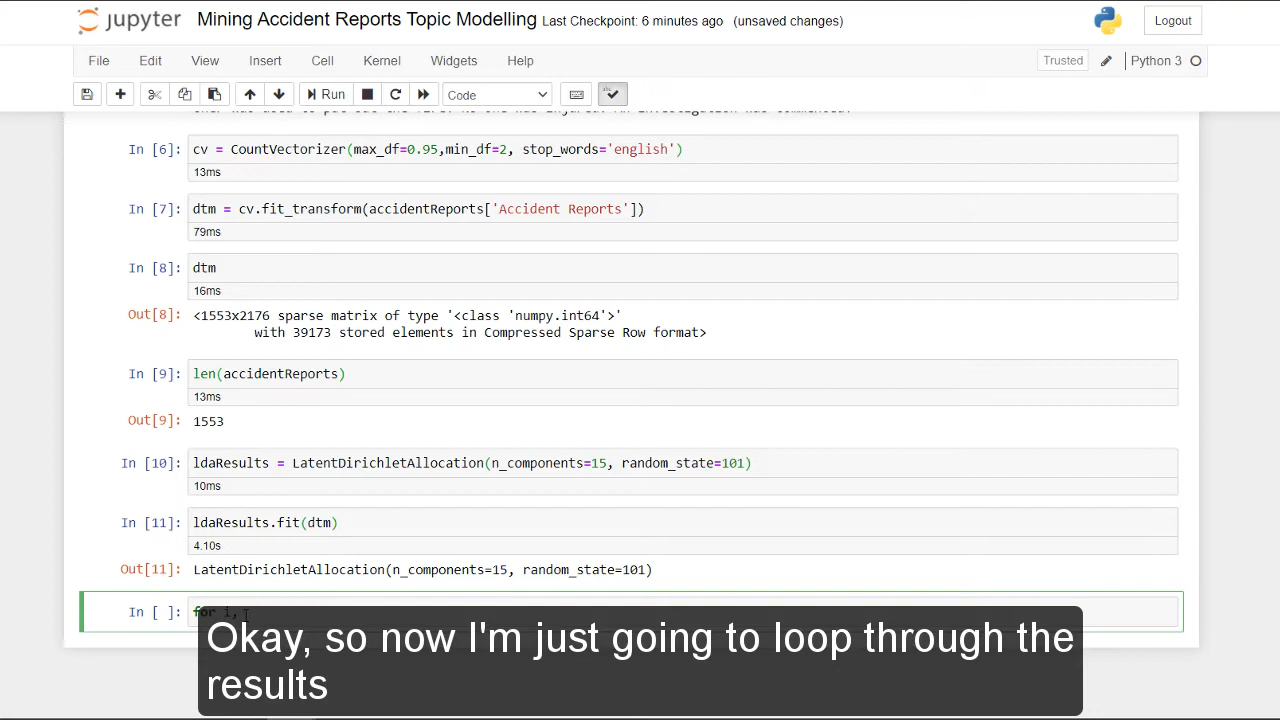 jupyter Mining Accident Reports Topic Modelling Last Checkpoint: 6 minutes ago (unsaved changes) Logout
File Edit View Insert Cell Kernel Widgets Help Trusted Python 3
Run Code
In [6]: cv = CountVectorizer(max_df=0.95,min_df=2, stop_words='english')
13ms
In [7]: dtm = cv.fit_transform(accidentReports['Accident Reports'])
79ms
In [8]: dtm
16ms
Out[8]: <1553x2176 sparse matrix of type '<class 'numpy.int64'>'
with 39173 stored elements in Compressed Sparse Row format>
In [9]: len(accidentReports)
13ms
Out[9]: 1553
In [10]: ldaResults = LatentDirichletAllocation(n_components=15, random_state=101)
10ms
In [11]: ldaResults.fit(dtm)
4.10s
Out[11]: LatentDirichletAllocation(n_components=15, random_state=101)
In [ ]: for i,
Okay, so now I'm just going to loop through the
results